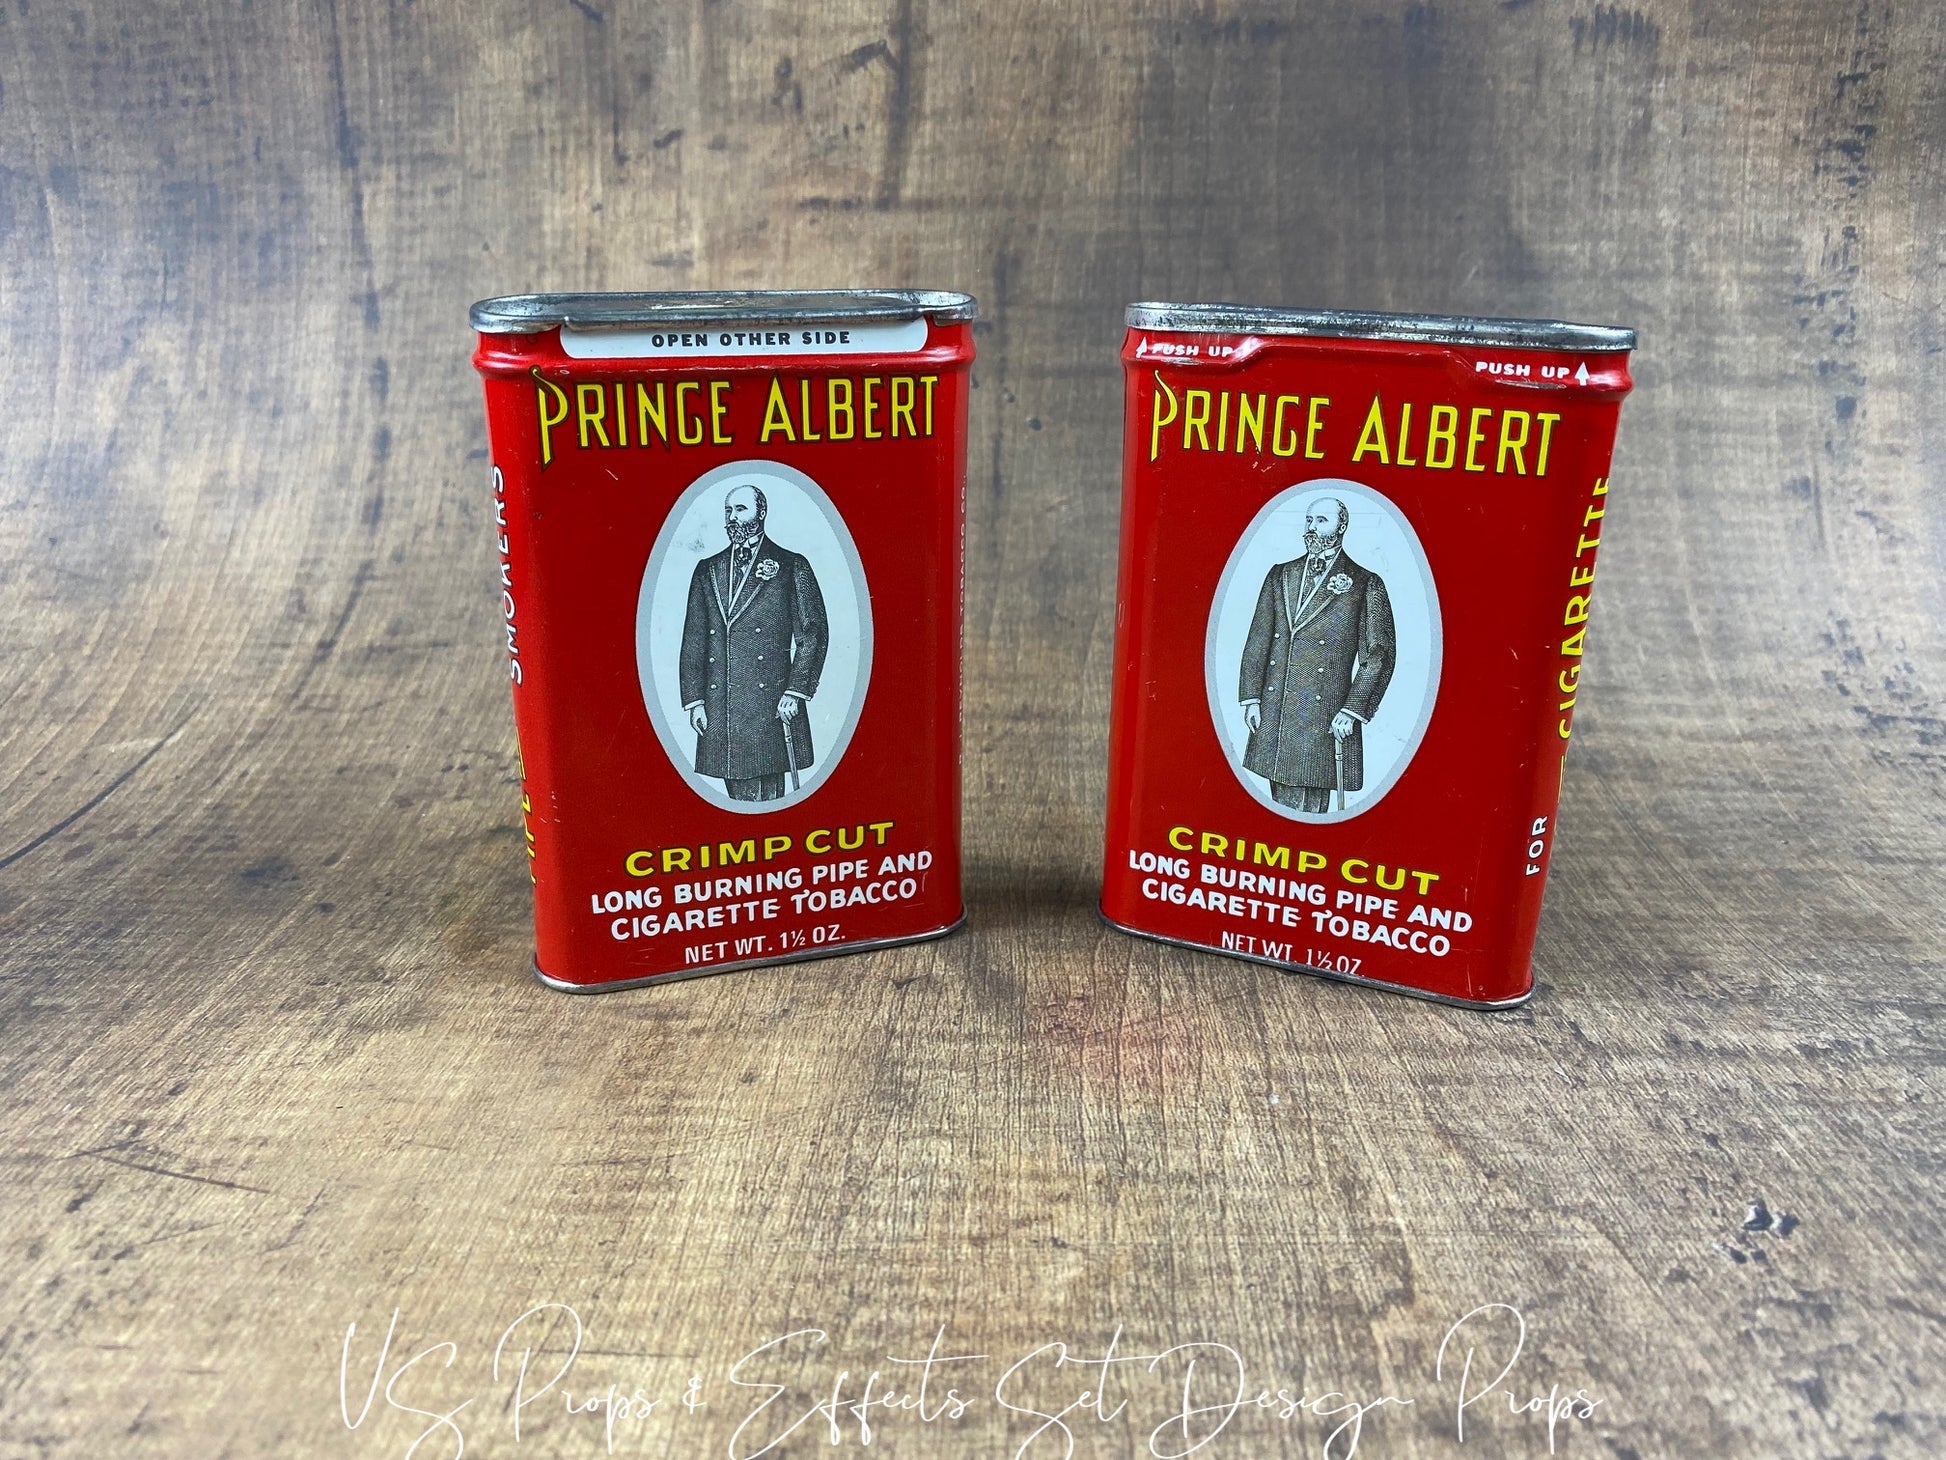 OPEN OTHER SIDE
PRINCE ALBERT
SMOKERS
PIPE
CRIMP CUT
LONG BURNING PIPE AND
CIGARETTE TOBACCO
NET WT. 1½ OZ.
PUSH UP
PUSH UP
PRINCE ALBERT
FOR CIGARETTE
CRIMP CUT
LONG BURNING PIPE AND
CIGARETTE TOBACCO
NET WT. 1½ OZ.
VS Props & Effects Set Design Props